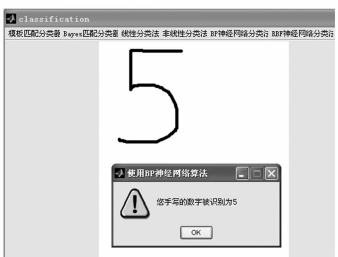 classification
模板匹配分类器 Bayes匹配分类器 线性分类法 非线性分类法 BP神经网络分类法 RBF神经网络分类法
5
使用BP神经网络算法
您手写的数字被识别为5
OK